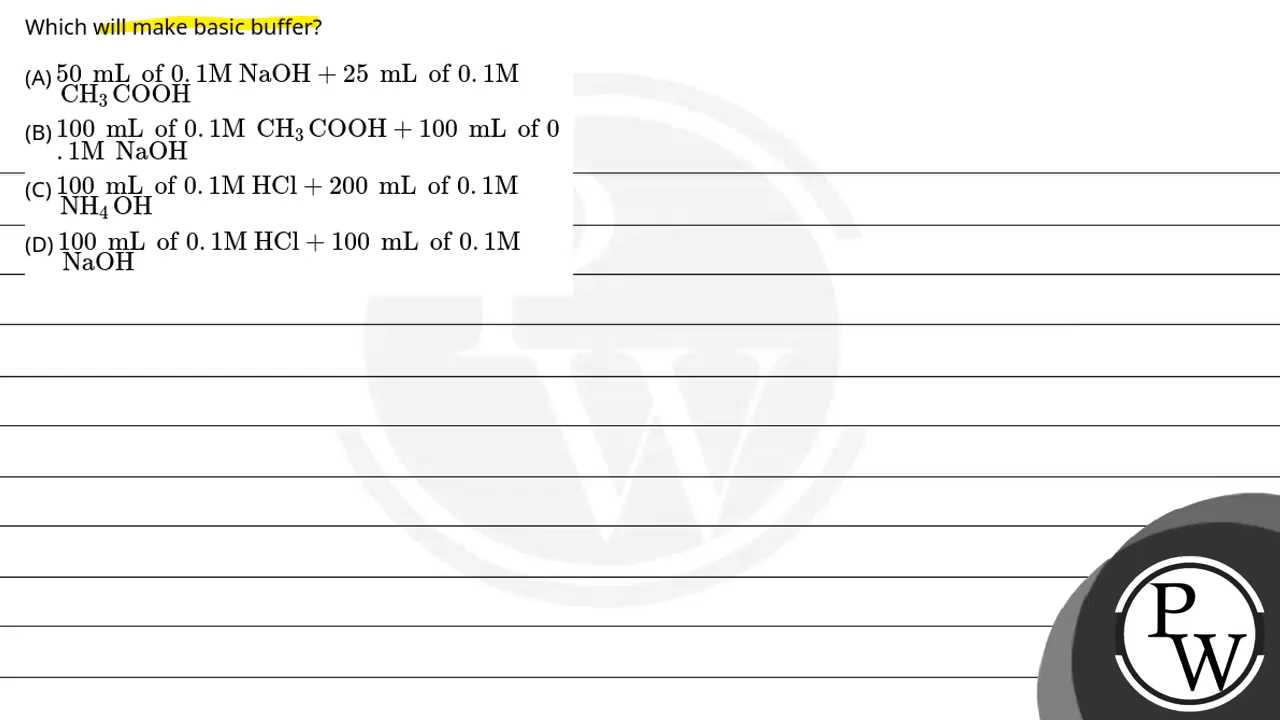 Which will make basic buffer?
(A) 50 mL of 0.1M NaOH + 25 mL of 0.1M
CH₃COOH
(B) 100 mL of 0.1M CH₃COOH + 100 mL of 0
.1M NaOH
(C) 100 mL of 0.1M HCl + 200 mL of 0.1M
NH₄OH
(D) 100 mL of 0.1M HCl + 100 mL of 0.1M
NaOH
P
W
P
W